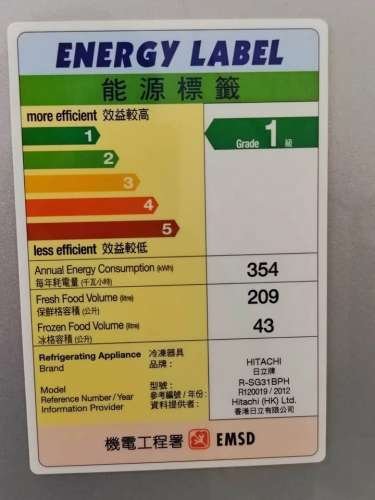 ENERGY LABEL
能源標籤
more efficient 效益較高
1
2
3
4
5
Grade 1 級
less efficient 效益較低
Annual Energy Consumption (kWh) 354
每年耗電量 (千瓦小時)
Fresh Food Volume (litre) 209
保鮮格容積 (公升)
Frozen Food Volume (litre) 43
冰格容積 (公升)
Refrigerating Appliance 冷凍器具
Brand 品牌：
HITACHI
日立牌
Model 型號：
R-SG31BPH
Reference Number / Year 參考編號 / 年份：
R120019 / 2012
Information Provider 資料提供者：
Hitachi (HK) Ltd.
香港日立有限公司
機電工程署 EMSD